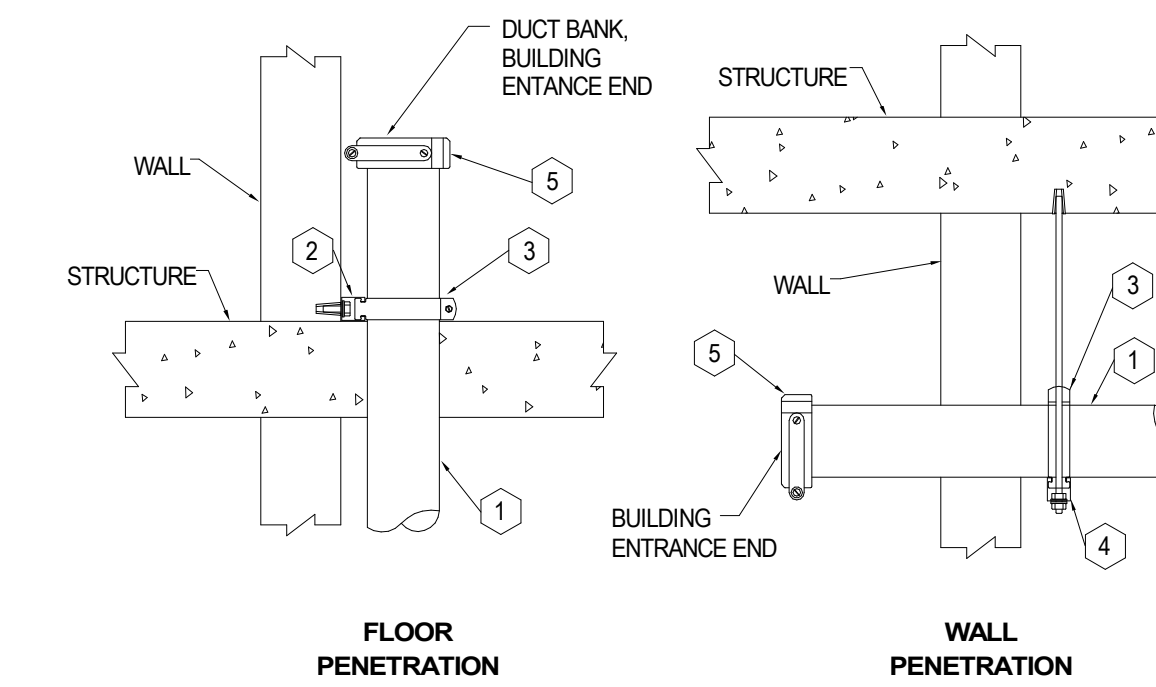 DUCT BANK,
BUILDING
ENTANCE END
WALL
5
2
3
STRUCTURE
1
FLOOR
PENETRATION
STRUCTURE
WALL
3
5
1
BUILDING
ENTRANCE END
4
WALL
PENETRATION